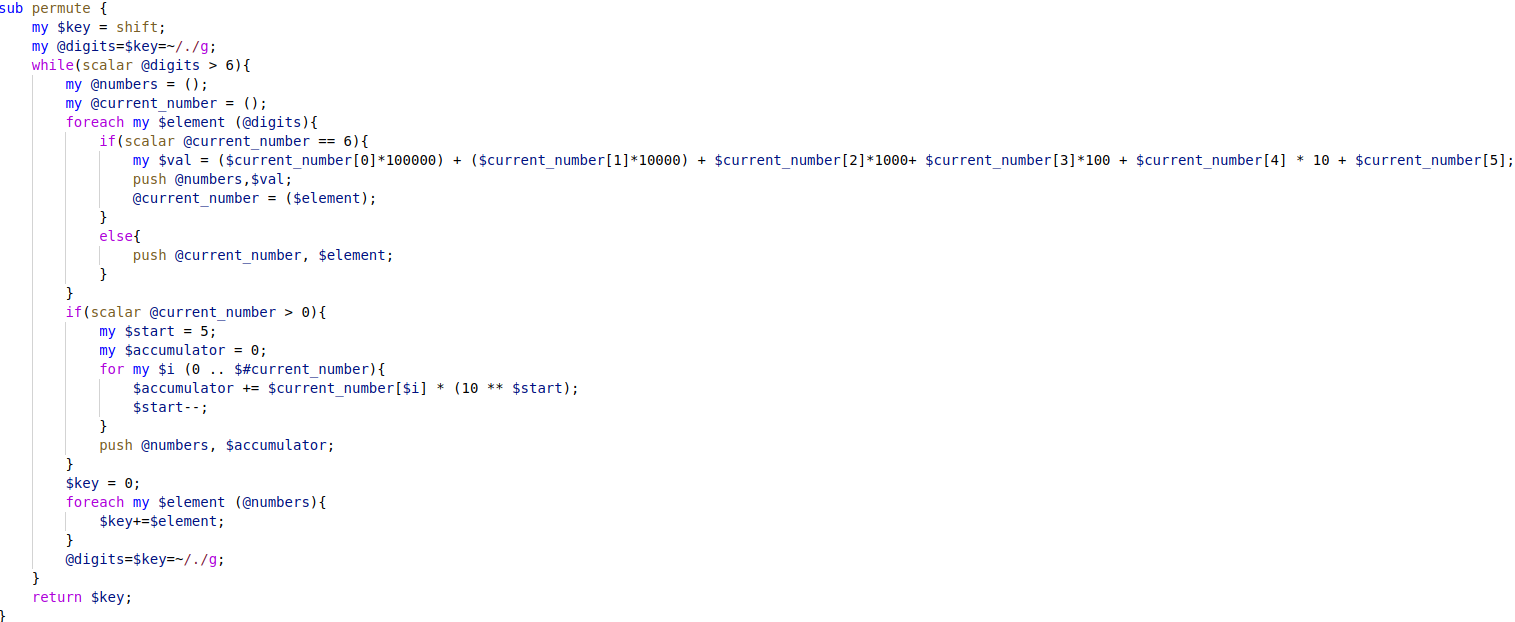 sub permute {
    my $key = shift;
    my @digits=$key=~/./g;
    while(scalar @digits > 6){
        my @numbers = ();
        my @current_number = ();
        foreach my $element (@digits){
            if(scalar @current_number == 6){
                my $val = ($current_number[0]*100000) + ($current_number[1]*10000) + $current_number[2]*1000+ $current_number[3]*100 + $current_number[4] * 10 + $current_number[5];
                push @numbers,$val;
                @current_number = ($element);
            }
            else{
                push @current_number, $element;
            }
        }
        if(scalar @current_number > 0){
            my $start = 5;
            my $accumulator = 0;
            for my $i (0 .. $#current_number){
                $accumulator += $current_number[$i] * (10 ** $start);
                $start--;
            }
            push @numbers, $accumulator;
        }
        $key = 0;
        foreach my $element (@numbers){
            $key+=$element;
        }
        @digits=$key=~/./g;
    }
    return $key;
}